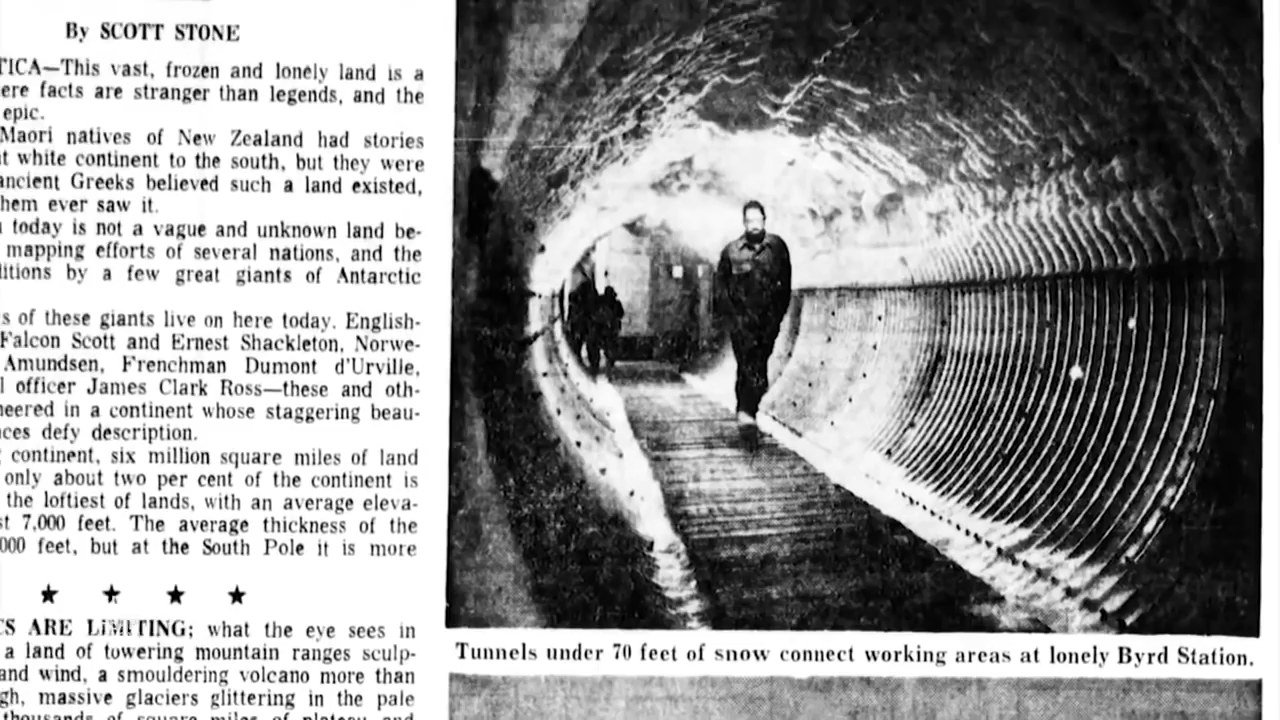 By SCOTT STONE
TICA—This vast, frozen and lonely land is a
ere facts are stranger than legends, and the
epic.
Maori natives of New Zealand had stories
t white continent to the south, but they were
ancient Greeks believed such a land existed,
hem ever saw it.
today is not a vague and unknown land be-
mapping efforts of several nations, and the
ditions by a few great giants of Antarctic
s of these giants live on here today. English-
Falcon Scott and Ernest Shackleton, Norwe-
Amundsen, Frenchman Dumont d'Urville,
l officer James Clark Ross—these and oth-
neered in a continent whose staggering beau-
ces defy description.
continent, six million square miles of land
only about two per cent of the continent is
the loftiest of lands, with an average eleva-
st 7,000 feet. The average thickness of the
000 feet, but at the South Pole it is more
CS ARE LIMITING; what the eye sees in
a land of towering mountain ranges sculp-
and wind, a smouldering volcano more than
gh, massive glaciers glittering in the pale
thousands of square miles of plateau and
Tunnels under 70 feet of snow connect working areas at lonely Byrd Station.